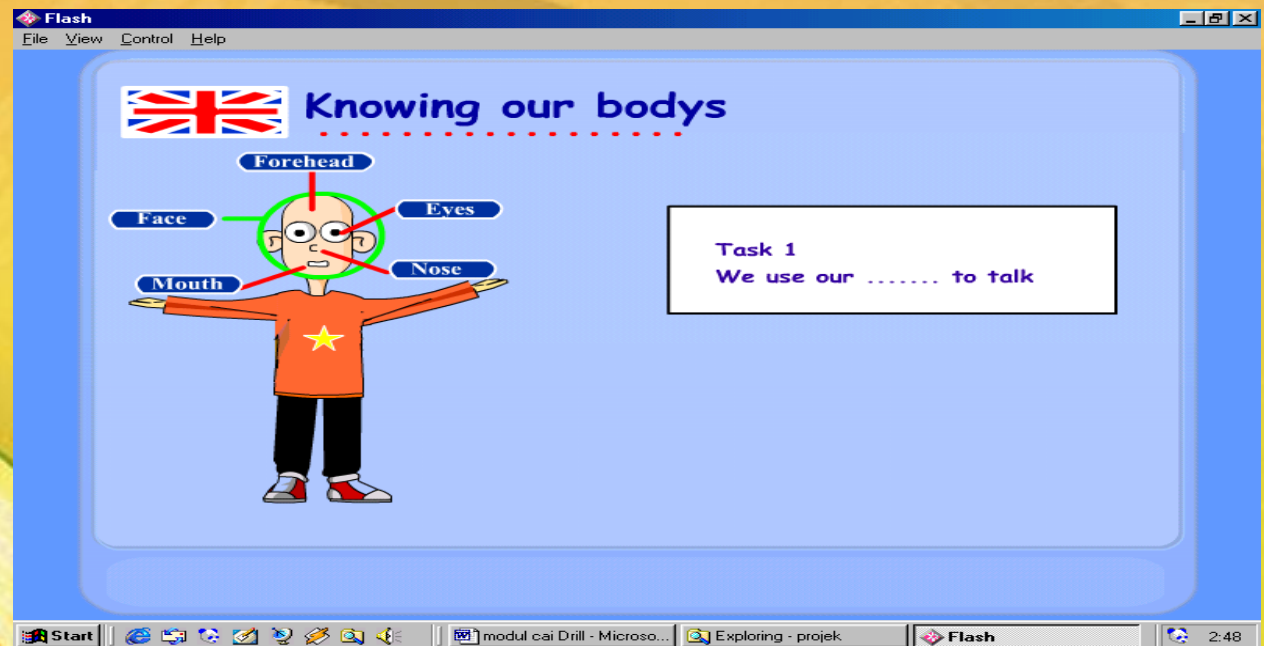 Flash
File View Control Help
Knowing our bodys
Forehead
Face
Eyes
Mouth
Nose
Task 1
We use our ....... to talk
Start
modul cai Drill - Microso...
Exploring - projek
Flash
2:48